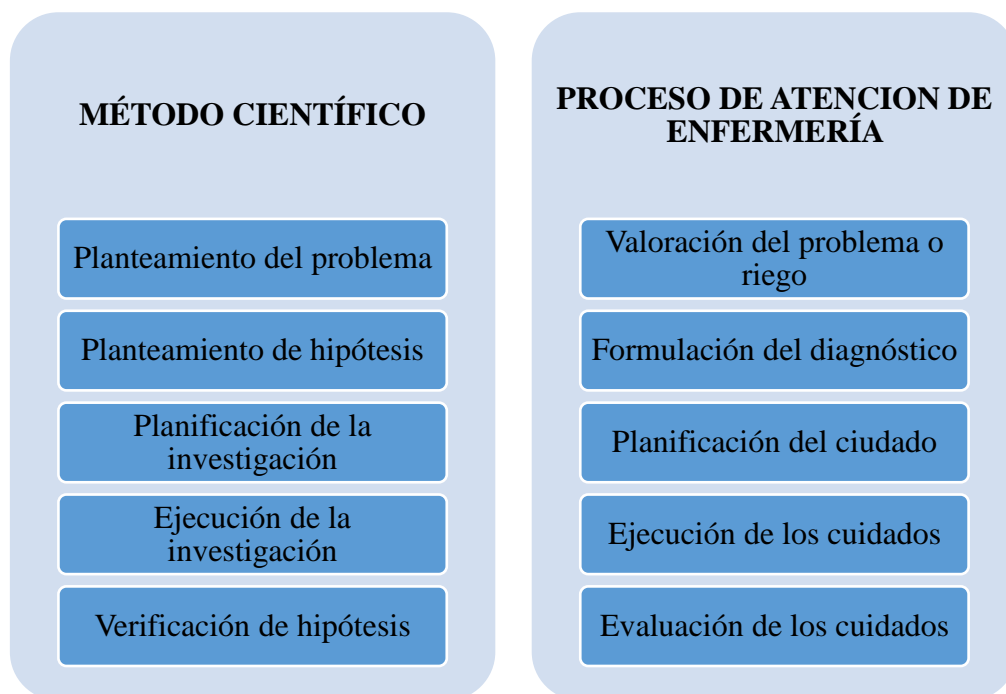 MÉTODO CIENTÍFICO
Planteamiento del problema
Planteamiento de hipótesis
Planificación de la
investigación
Ejecución de la
investigación
Verificación de hipótesis
PROCESO DE ATENCION DE
ENFERMERÍA
Valoración del problema o
riego
Formulación del diagnóstico
Planificación del ciudado
Ejecución de los cuidados
Evaluación de los cuidados